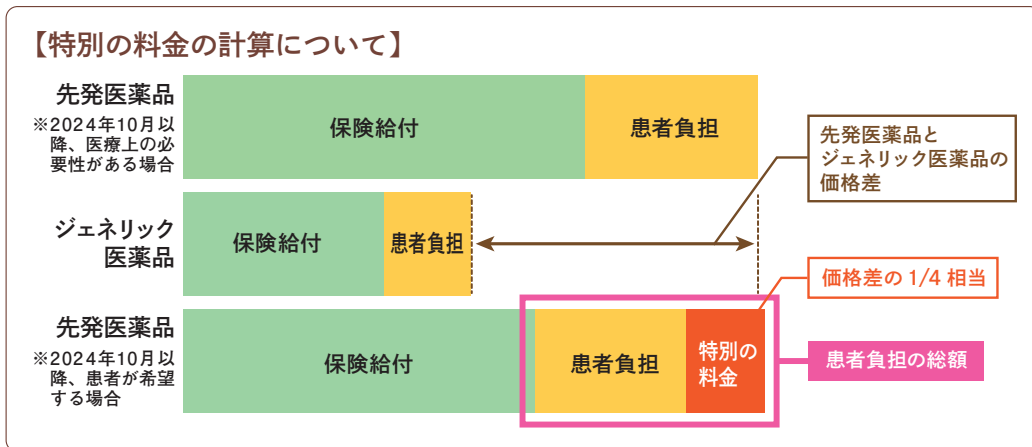 【特別の料金の計算について】
先発医薬品
※2024年10月以
降、医療上の必
要性がある場合
保険給付
患者負担
先発医薬品と
ジェネリック医薬品の
価格差
ジェネリック
医薬品
保険給付
患者負担
価格差の 1/4 相当
先発医薬品
※2024年10月以
降、患者が希望
する場合
保険給付
患者負担
特別の
料金
患者負担の総額